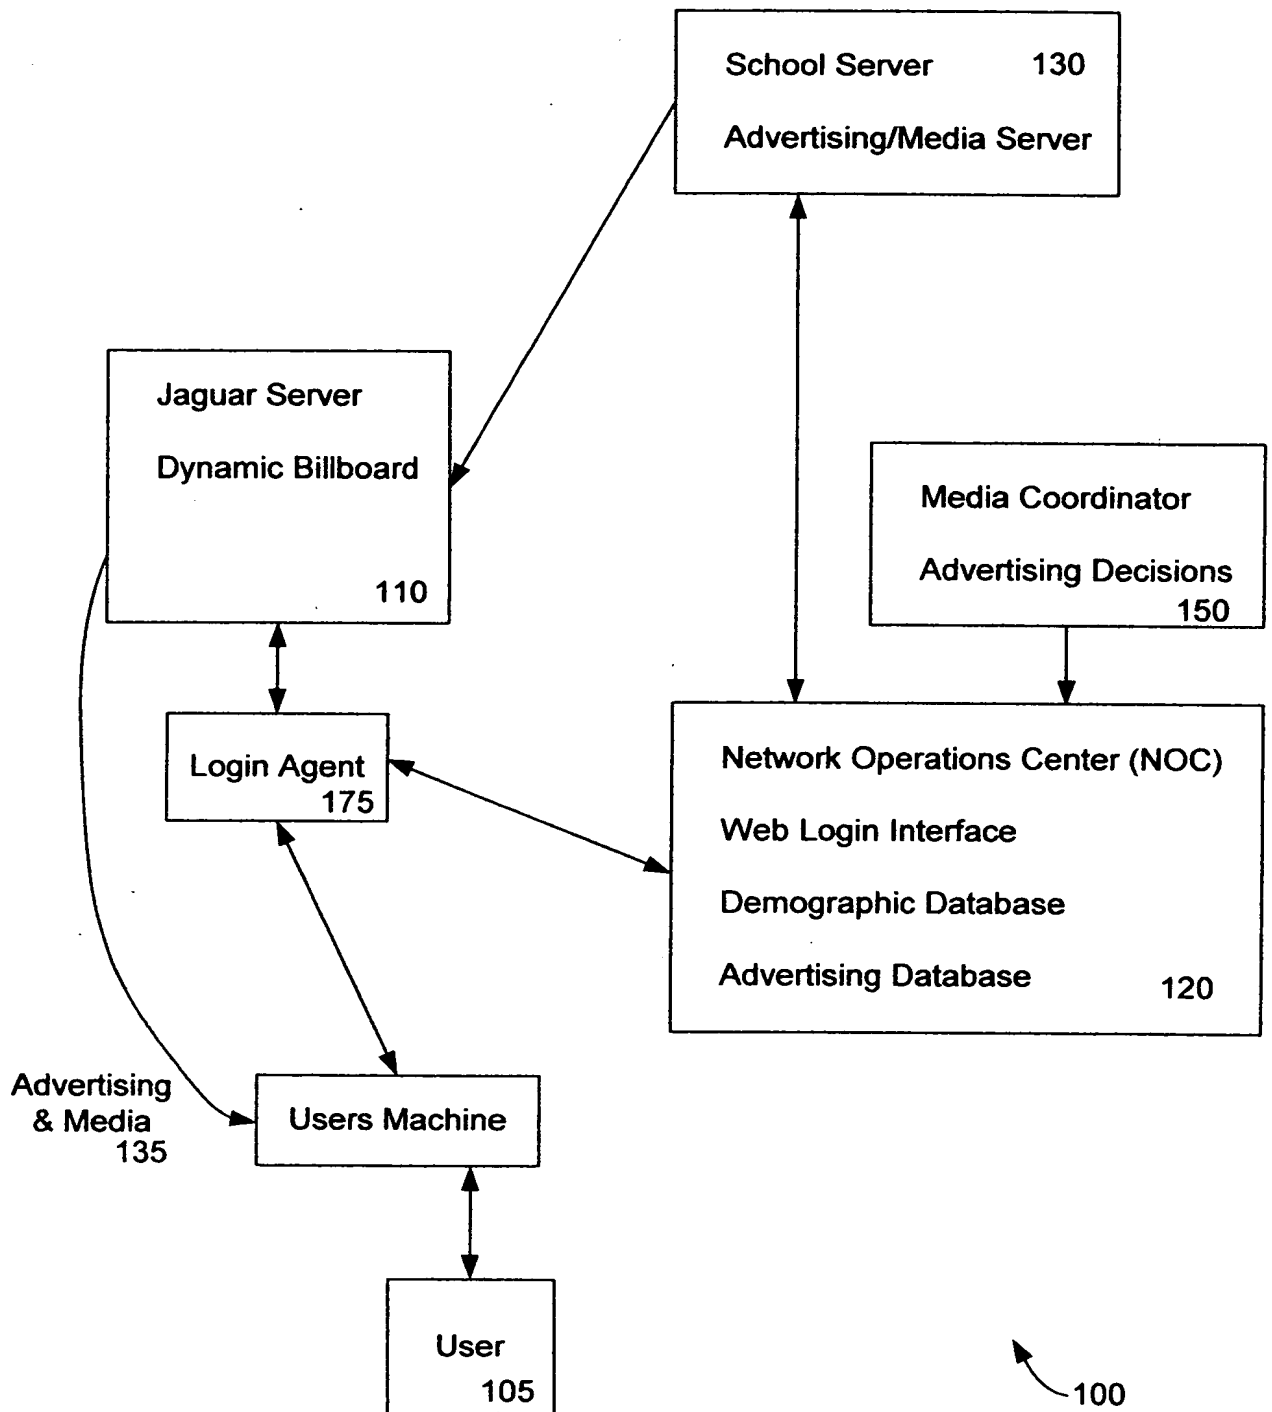 School Server 130
Advertising/Media Server
Jaguar Server
Dynamic Billboard
110
Media Coordinator
Advertising Decisions
150
Login Agent
175
Network Operations Center (NOC)
Web Login Interface
Demographic Database
Advertising Database 120
Advertising
& Media
135
Users Machine
User
105
100